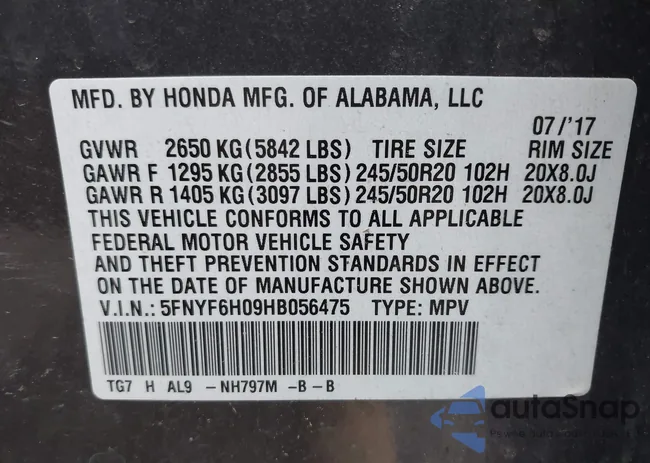 MFD. BY HONDA MFG. OF ALABAMA, LLC
07/'17
GVWR 2650 KG(5842 LBS) TIRE SIZE RIM SIZE
GAWR F 1295 KG(2855 LBS)245/50R20 102H 20X8.0J
GAWR R 1405 KG(3097 LBS)245/50R20 102H 20X8.0J
THIS VEHICLE CONFORMS TO ALL APPLICABLE
FEDERAL MOTOR VEHICLE SAFETY
AND THEFT PREVENTION STANDARDS IN EFFECT
ON THE DATE OF MANUFACTURE SHOWN ABOVE.
V.I.N.: 5FNYF6H09HB056475 TYPE: MPV
TG7 H AL9 -NH797M -B-B
autoSnap